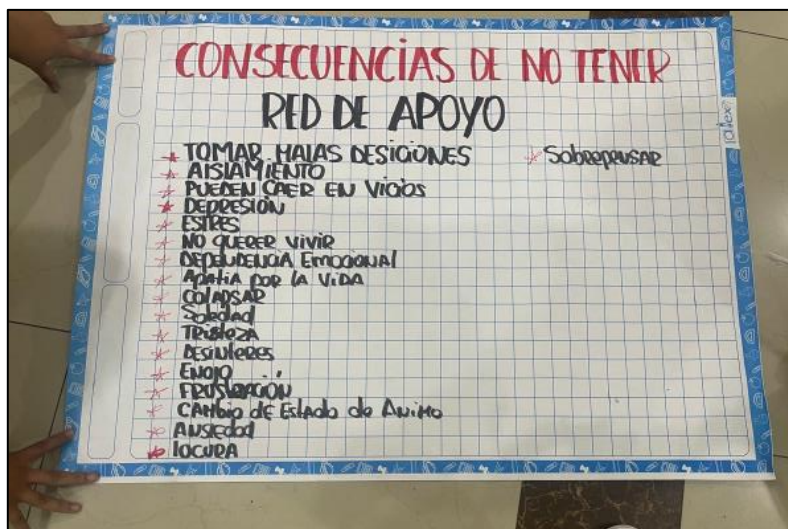 CONSECUENCIAS DE NO TENER
RED DE APOYO
* TOMAR MALAS DESICIONES
* AISLAMIENTO
* PUEDEN CAER EN ViCiOS
* DEPRESIÓN
* ESTRES
* NO QUERER ViViR
* DEPENDENCIA EMOCIONAL
* APATIA POR LA ViDA
* COLAPSAR
* Soledad
* TRISTEZA
* DESINTERES
* ENOJO
* FRUSTRACIÓN
* CAMBIO dE EStADO de ÁNiMO
* ANSIEDAD
* LOCURA
* SobrepeNSAR